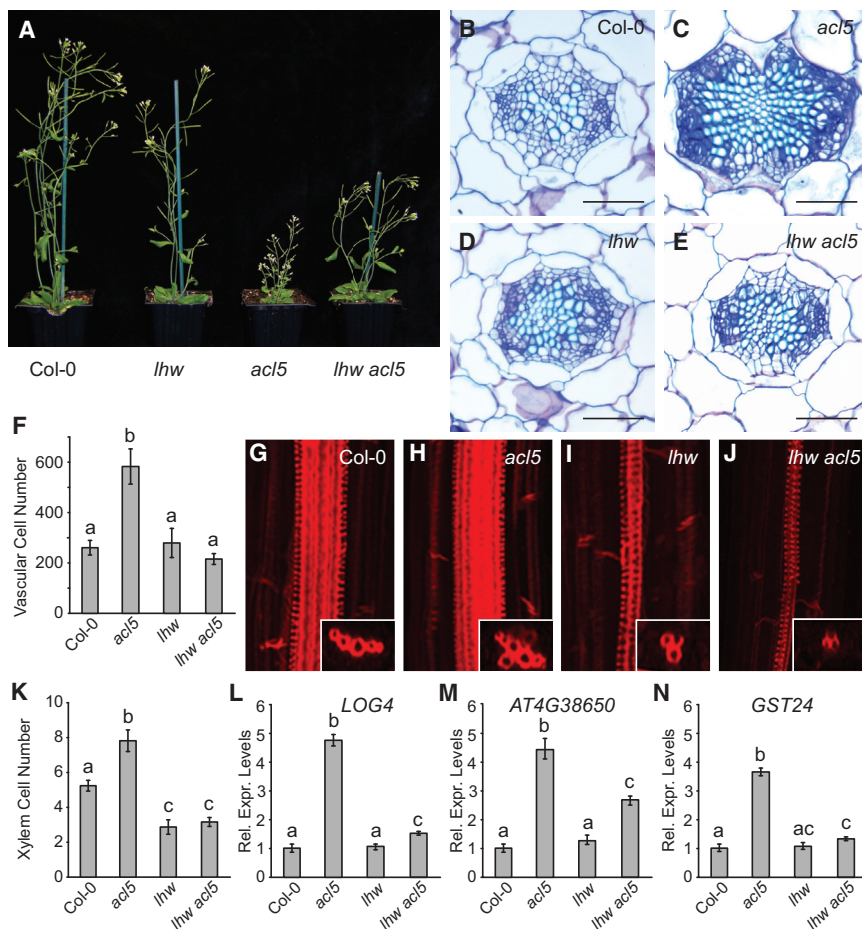 A
Col-0
lhw
acl5
lhw acl5
B
Col-0
C
acl5
D
lhw
E
lhw acl5
F
Vascular Cell Number
600
400
200
0
a
b
a
a
Col-0
acl5
lhw
lhw acl5
G
Col-0
H
acl5
I
lhw
J
lhw acl5
K
Xylem Cell Number
10
8
6
4
2
0
a
b
c
c
Col-0
acl5
lhw
lhw acl5
L
LOG4
Rel. Expr. Levels
6
5
4
3
2
1
0
a
b
a
c
Col-0
acl5
lhw
lhw acl5
M
AT4G38650
Rel. Expr. Levels
6
5
4
3
2
1
0
a
b
a
c
Col-0
acl5
lhw
lhw acl5
N
GST24
Rel. Expr. Levels
6
5
4
3
2
1
0
a
b
ac
c
Col-0
acl5
lhw
lhw acl5